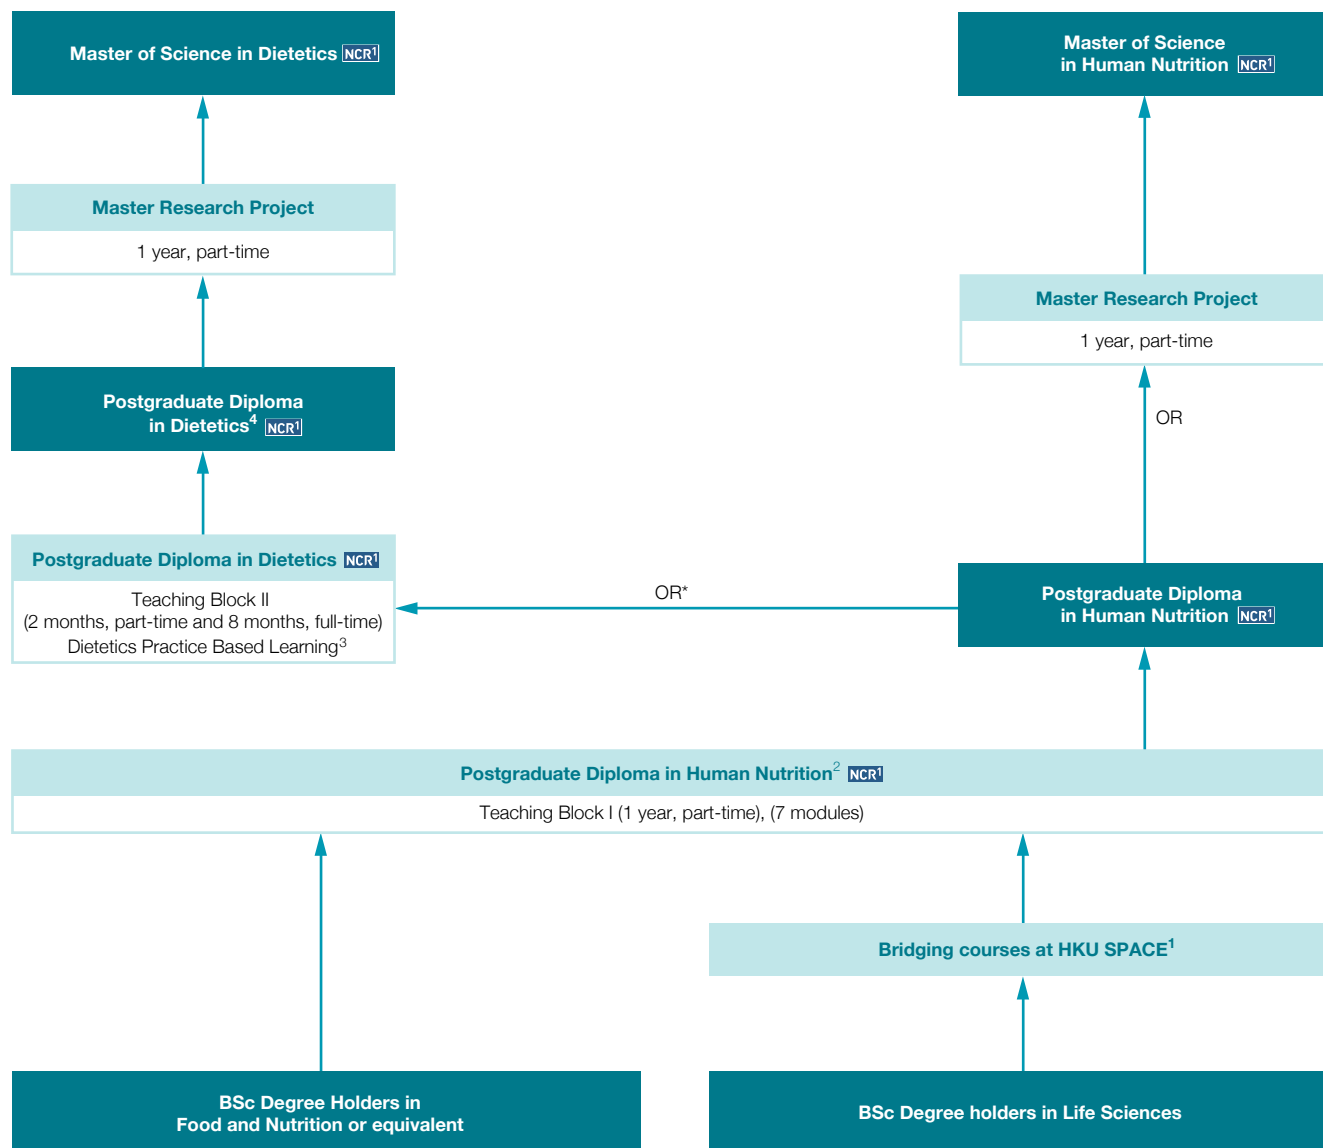 Master of Science in Dietetics NCR¹
Master of Science
in Human Nutrition NCR¹
Master Research Project
1 year, part-time
Master Research Project
1 year, part-time
Postgraduate Diploma
in Dietetics⁴ NCR¹
OR
Postgraduate Diploma in Dietetics NCR¹
Teaching Block II
(2 months, part-time and 8 months, full-time)
Dietetics Practice Based Learning³
OR*
Postgraduate Diploma
in Human Nutrition NCR¹
Postgraduate Diploma in Human Nutrition² NCR¹
Teaching Block I (1 year, part-time), (7 modules)
Bridging courses at HKU SPACE¹
BSc Degree Holders in
Food and Nutrition or equivalent
BSc Degree holders in Life Sciences